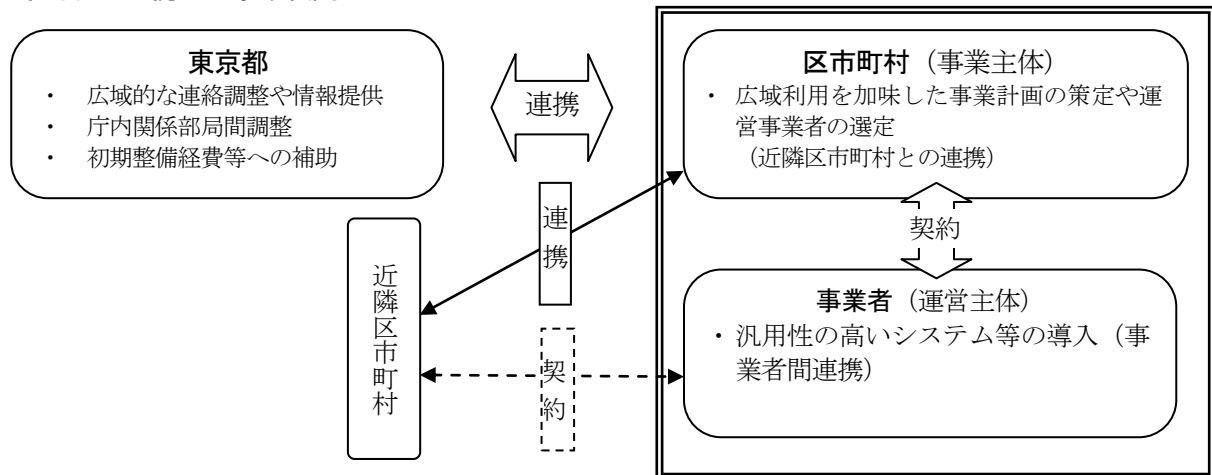 東京都
・ 広域的な連絡調整や情報提供
・ 庁内関係部局間調整
・ 初期整備経費等への補助
連携
区市町村（事業主体）
・ 広域利用を加味した事業計画の策定や運
営事業者の選定
（近隣区市町村との連携）
連携
契約
近隣区市町村
事業者（運営主体）
・ 汎用性の高いシステム等の導入（事
業者間連携）
契約